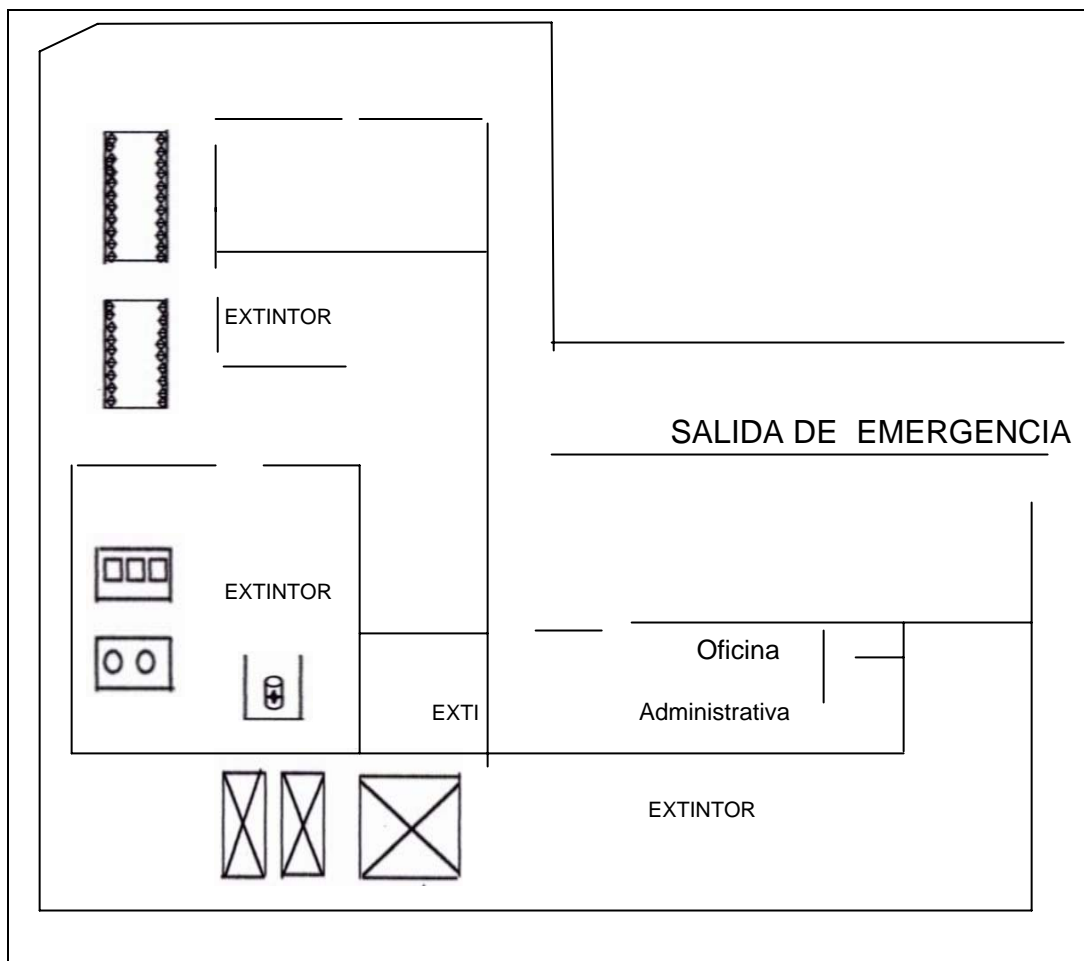 EXTINTOR
SALIDA DE EMERGENCIA
EXTINTOR
Oficina
EXTI
Administrativa
EXTINTOR